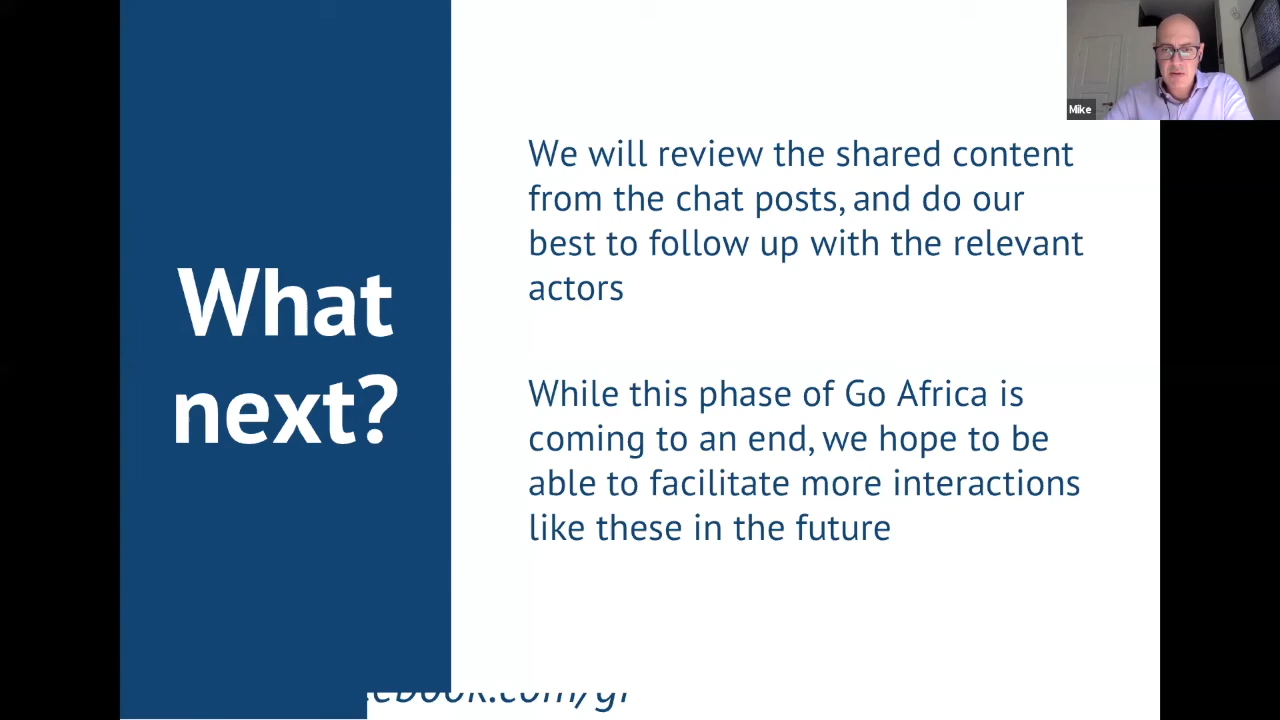 What
next?
We will review the shared content
from the chat posts, and do our
best to follow up with the relevant
actors
While this phase of Go Africa is
coming to an end, we hope to be
able to facilitate more interactions
like these in the future
Mike